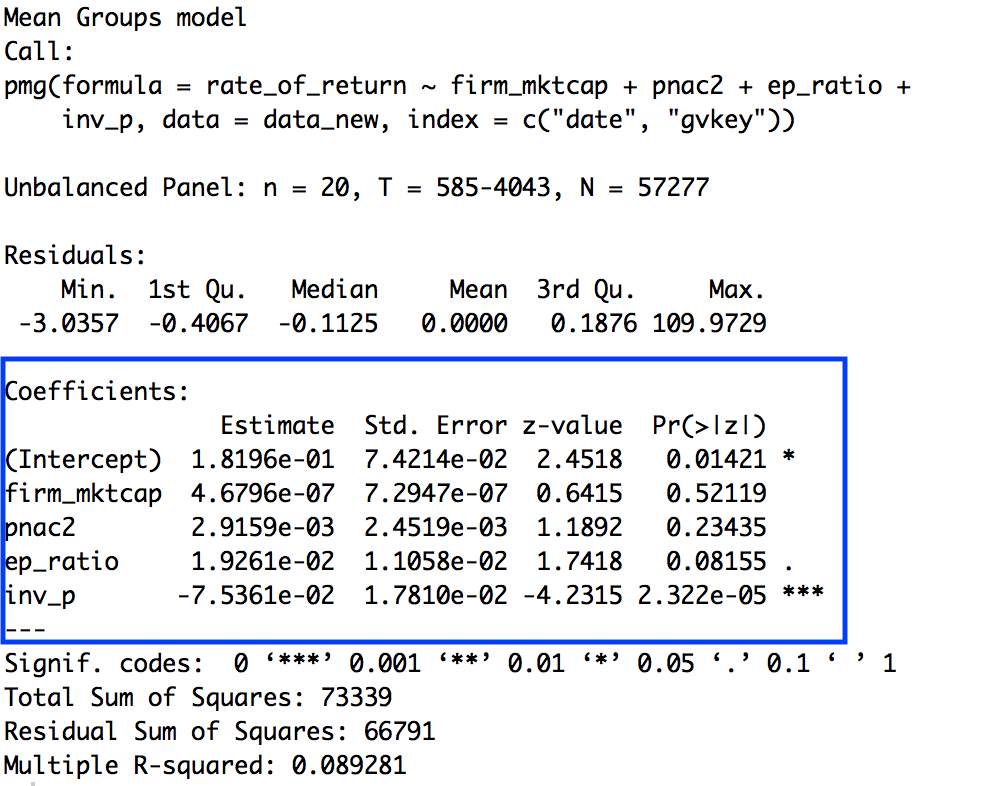 Mean Groups model
Call:
pmg(formula = rate_of_return ~ firm_mktcap + pnac2 + ep_ratio +
    inv_p, data = data_new, index = c("date", "gvkey"))
Unbalanced Panel: n = 20, T = 585-4043, N = 57277
Residuals:
    Min.  1st Qu.   Median     Mean  3rd Qu.     Max.
 -3.0357  -0.4067  -0.1125   0.0000   0.1876 109.9729
Coefficients:
               Estimate  Std. Error z-value  Pr(>|z|)
(Intercept)  1.8196e-01  7.4214e-02  2.4518   0.01421 *
firm_mktcap  4.6796e-07  7.2947e-07  0.6415   0.52119
pnac2        2.9159e-03  2.4519e-03  1.1892   0.23435
ep_ratio     1.9261e-02  1.1058e-02  1.7418   0.08155 .
inv_p       -7.5361e-02  1.7810e-02 -4.2315 2.322e-05 ***
---
Signif. codes:  0 ‘***’ 0.001 ‘**’ 0.01 ‘*’ 0.05 ‘.’ 0.1 ‘ ’ 1
Total Sum of Squares: 73339
Residual Sum of Squares: 66791
Multiple R-squared: 0.089281